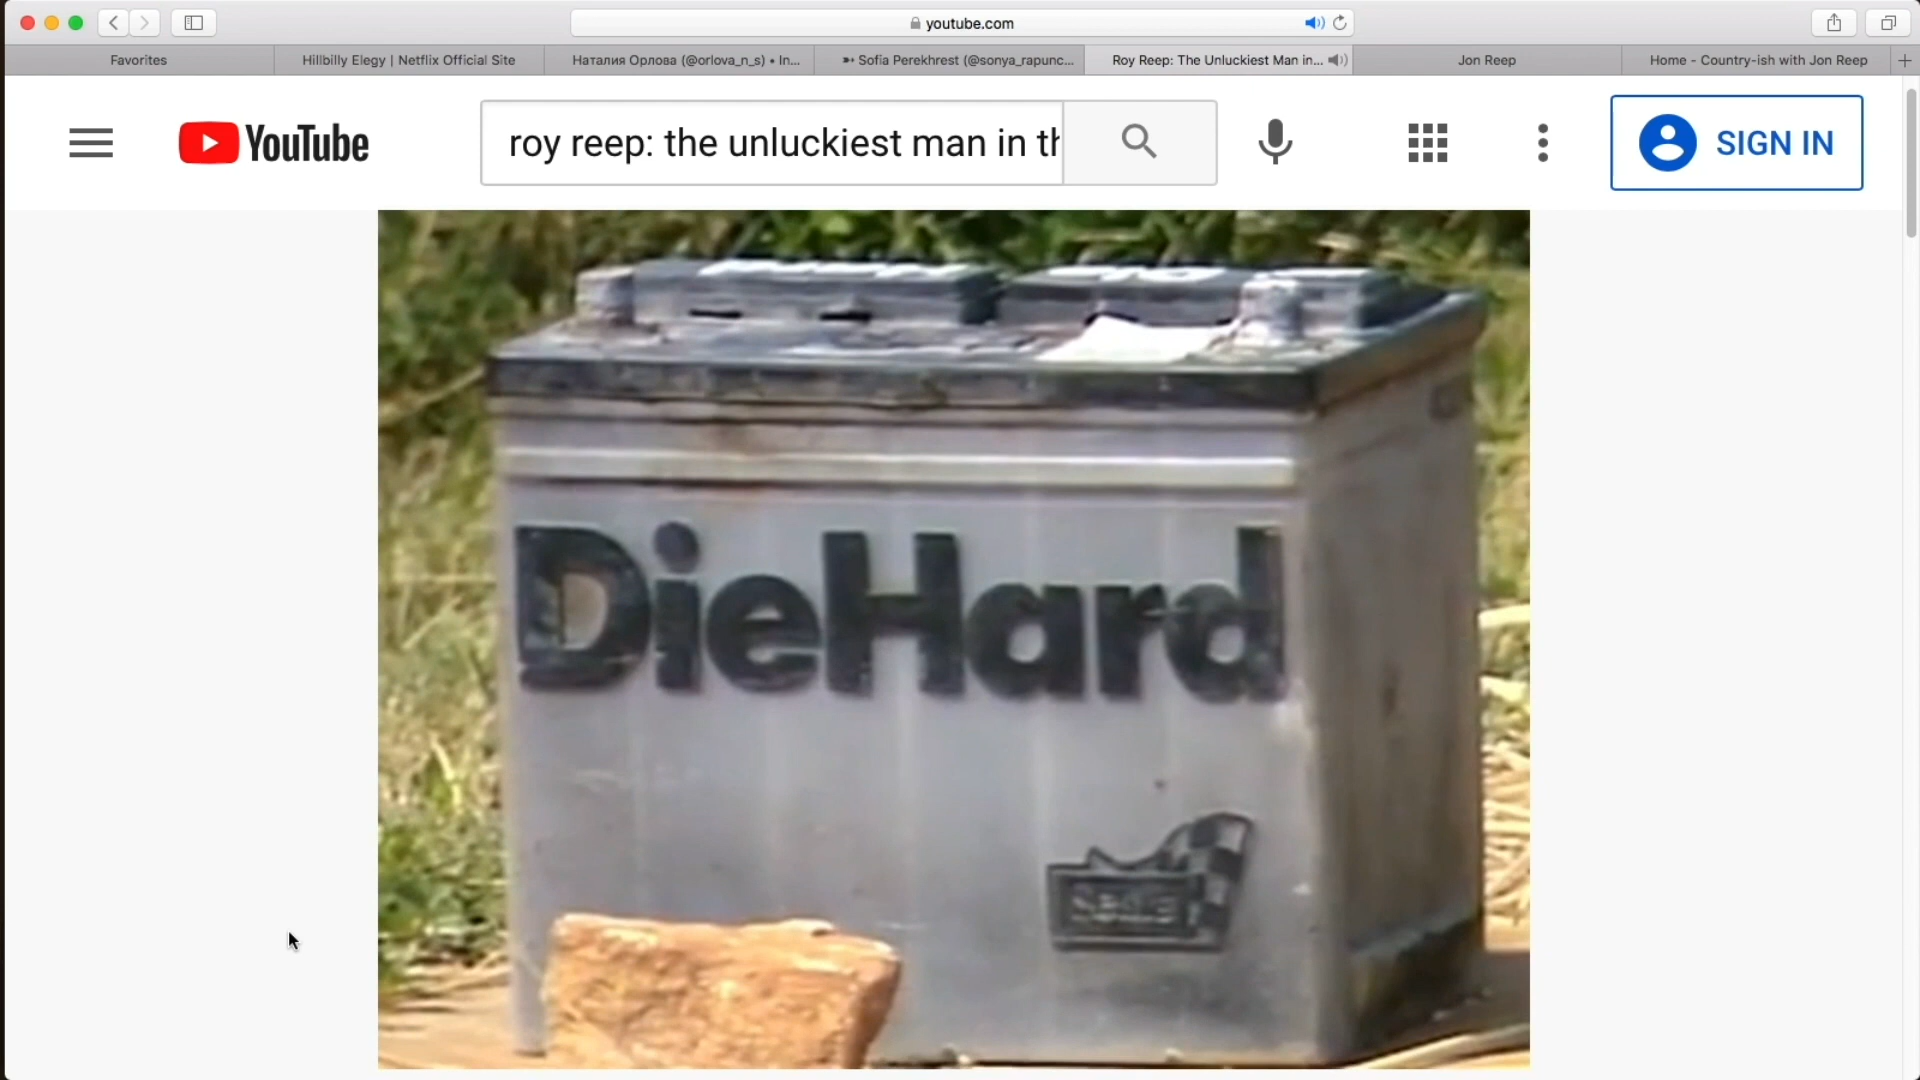 youtube.com
Favorites
Hillbilly Elegy | Netflix Official Site
Наталия Орлова (@orlova_n_s) • In...
Sofia Perekhrest (@sonya_rapunc...
Roy Reep: The Unluckiest Man in...
Jon Reep
Home - Country-ish with Jon Reep
YouTube
roy reep: the unluckiest man in th
SIGN IN
DieHard